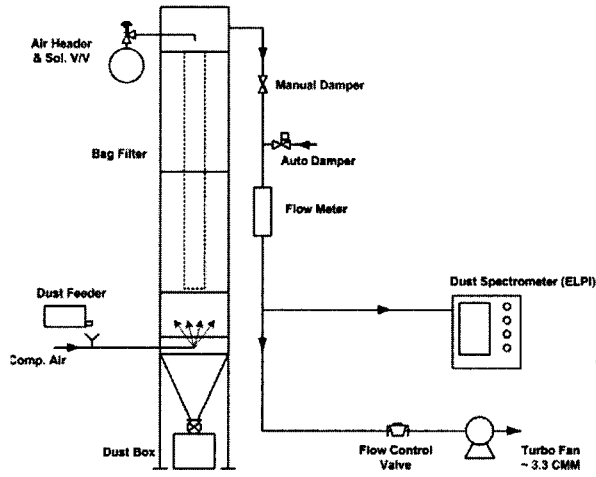 Air Header
& Sol. V/V
Manual Damper
Bag Filter
Auto Damper
Flow Meter
Dust Feeder
Dust Spectrometer (ELPI)
Comp. Air
Dust Box
Flow Control
Valve
Turbo Fan
~ 3.3 CMM